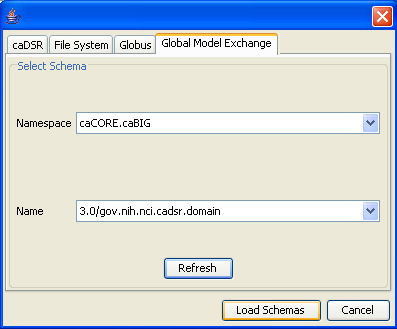 caDSR File System Globus Global Model Exchange
Select Schema
Namespace caCORE.caBIG
Name 3.0/gov.nih.nci.cadsr.domain
Refresh
Load Schemas Cancel